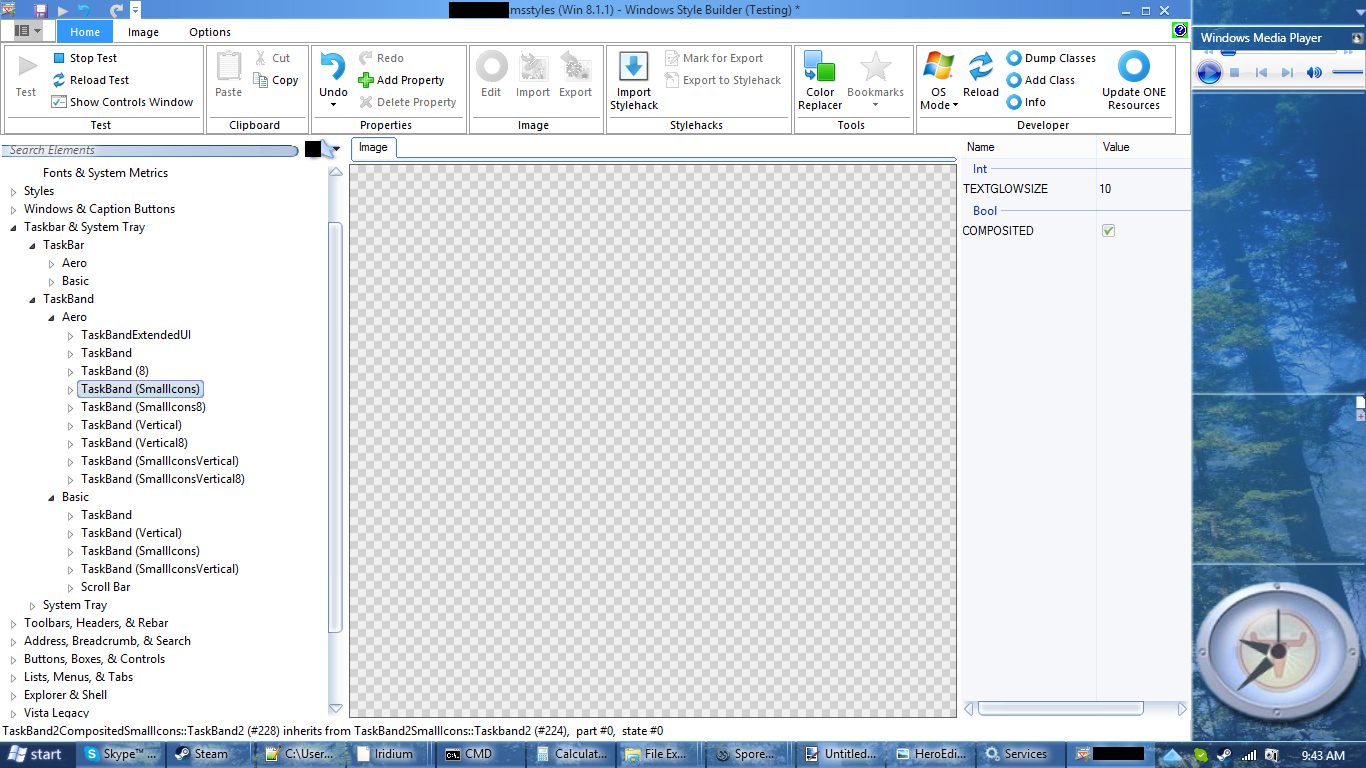 .msstyles (Win 8.1.1) - Windows Style Builder (Testing) *
Home Image Options
Test
Stop Test
Reload Test
Show Controls Window
Test
Paste
Cut
Copy
Clipboard
Undo
Redo
Add Property
Delete Property
Properties
Edit Import Export
Image
Import Stylehack
Mark for Export
Export to Stylehack
Stylehacks
Color Replacer
Bookmarks
Tools
OS Mode
Reload
Dump Classes
Add Class
Info
Update ONE Resources
Developer
Windows Media Player
Search Elements
Fonts & System Metrics
Styles
Windows & Caption Buttons
Taskbar & System Tray
TaskBar
Aero
Basic
TaskBand
Aero
TaskBandExtendedUI
TaskBand
TaskBand (8)
TaskBand (SmallIcons)
TaskBand (SmallIcons8)
TaskBand (Vertical)
TaskBand (Vertical8)
TaskBand (SmallIconsVertical)
TaskBand (SmallIconsVertical8)
Basic
TaskBand
TaskBand (Vertical)
TaskBand (SmallIcons)
TaskBand (SmallIconsVertical)
Scroll Bar
System Tray
Toolbars, Headers, & Rebar
Address, Breadcrumb, & Search
Buttons, Boxes, & Controls
Lists, Menus, & Tabs
Explorer & Shell
Vista Legacy
Image
Name Value
Int
TEXTGLOWSIZE 10
Bool
COMPOSITED
TaskBand2CompositedSmallIcons::TaskBand2 (#228) inherits from TaskBand2SmallIcons::Taskband2 (#224), part #0, state #0
start
Skype™ ...
Steam
C:\User...
Iridium
CMD
Calculat...
File Ex...
Spore...
Untitled...
HeroEdi...
Services
9:43 AM